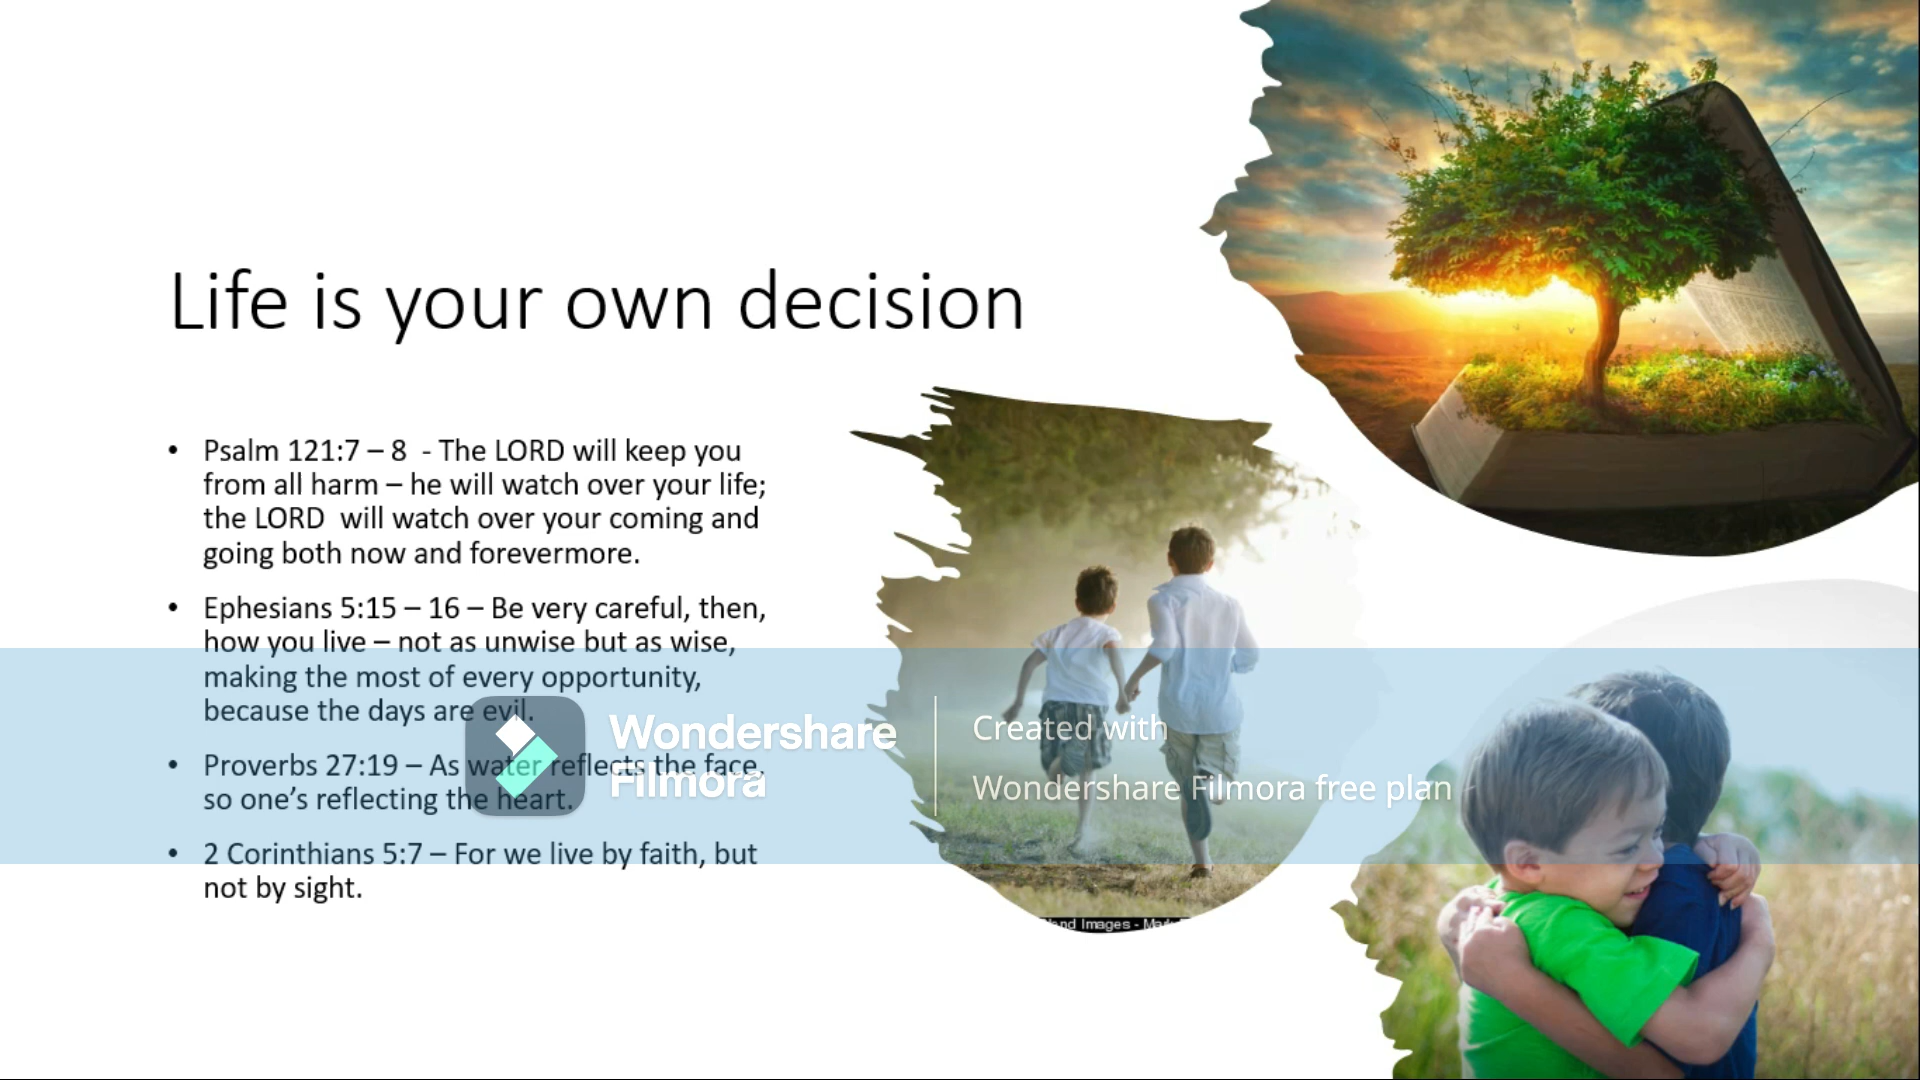 Life is your own decision
• Psalm 121:7 – 8  - The LORD will keep you
from all harm – he will watch over your life;
the LORD  will watch over your coming and
going both now and forevermore.
• Ephesians 5:15 – 16 – Be very careful, then,
how you live – not as unwise but as wise,
making the most of every opportunity,
because the days are evil.
• Proverbs 27:19 – As water reflects the face,
so one’s reflecting the heart.
• 2 Corinthians 5:7 – For we live by faith, but
not by sight.
Wondershare
Filmora
Created with
Wondershare Filmora free plan
Images -